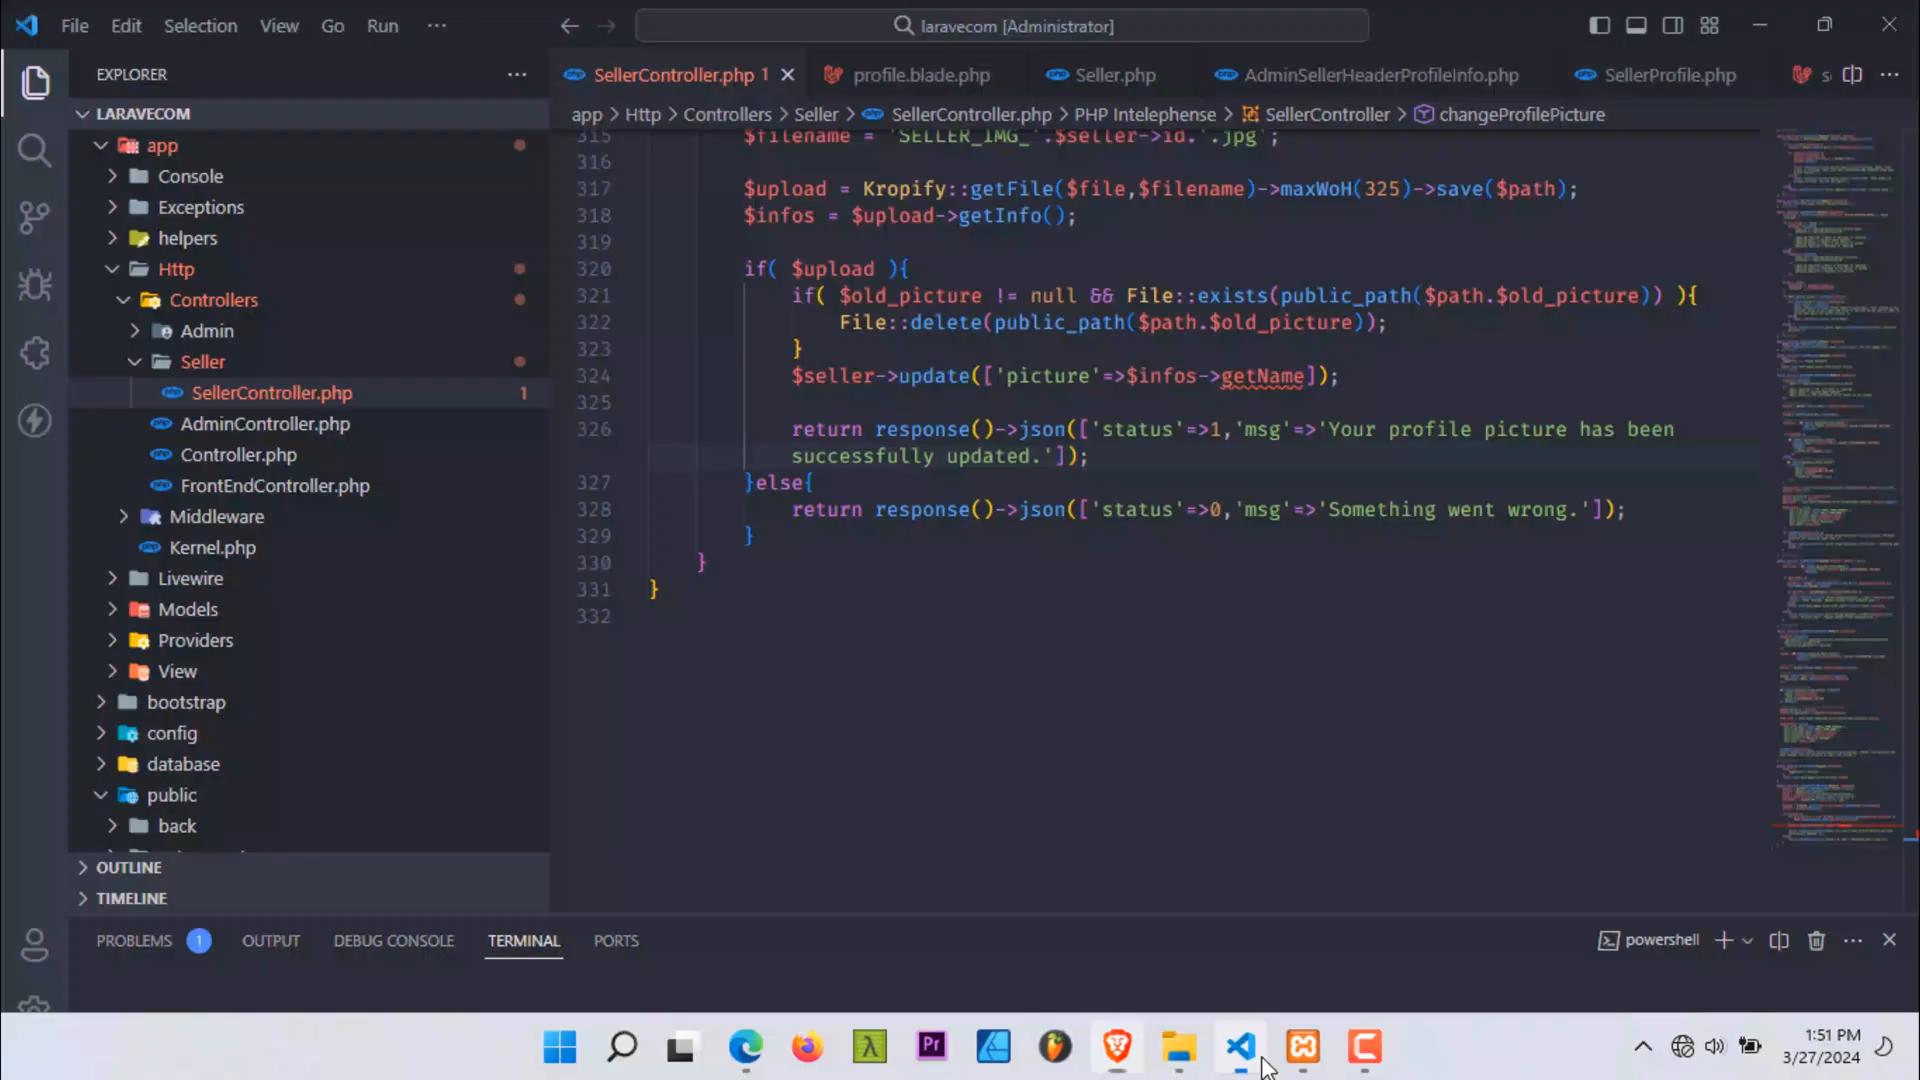 File Edit Selection View Go Run ···
laravecom [Administrator]
EXPLORER ···
SellerController.php 1
profile.blade.php
Seller.php
AdminSellerHeaderProfileInfo.php
SellerProfile.php
s
···
LARAVECOM
app > Http > Controllers > Seller > SellerController.php > PHP Intelephense > SellerController > changeProfilePicture
app
Console
Exceptions
helpers
Http
Controllers
Admin
Seller
SellerController.php 1
AdminController.php
Controller.php
FrontEndController.php
Middleware
Kernel.php
Livewire
Models
Providers
View
bootstrap
config
database
public
back
OUTLINE
TIMELINE
315 $filename = 'SELLER_IMG_'.$seller->id.'.jpg';
316
317 $upload = Kropify::getFile($file,$filename)->maxWoH(325)->save($path);
318 $infos = $upload->getInfo();
319
320 if( $upload ){
321 if( $old_picture != null && File::exists(public_path($path.$old_picture)) ){
322 File::delete(public_path($path.$old_picture));
323 }
324 $seller->update(['picture'=>$infos->getName]);
325
326 return response()->json(['status'=>1,'msg'=>'Your profile picture has been
successfully updated.']);
327 }else{
328 return response()->json(['status'=>0,'msg'=>'Something went wrong.']);
329 }
330 }
331 }
332
PROBLEMS 1 OUTPUT DEBUG CONSOLE TERMINAL PORTS
powershell
···
Pr
1:51 PM
3/27/2024